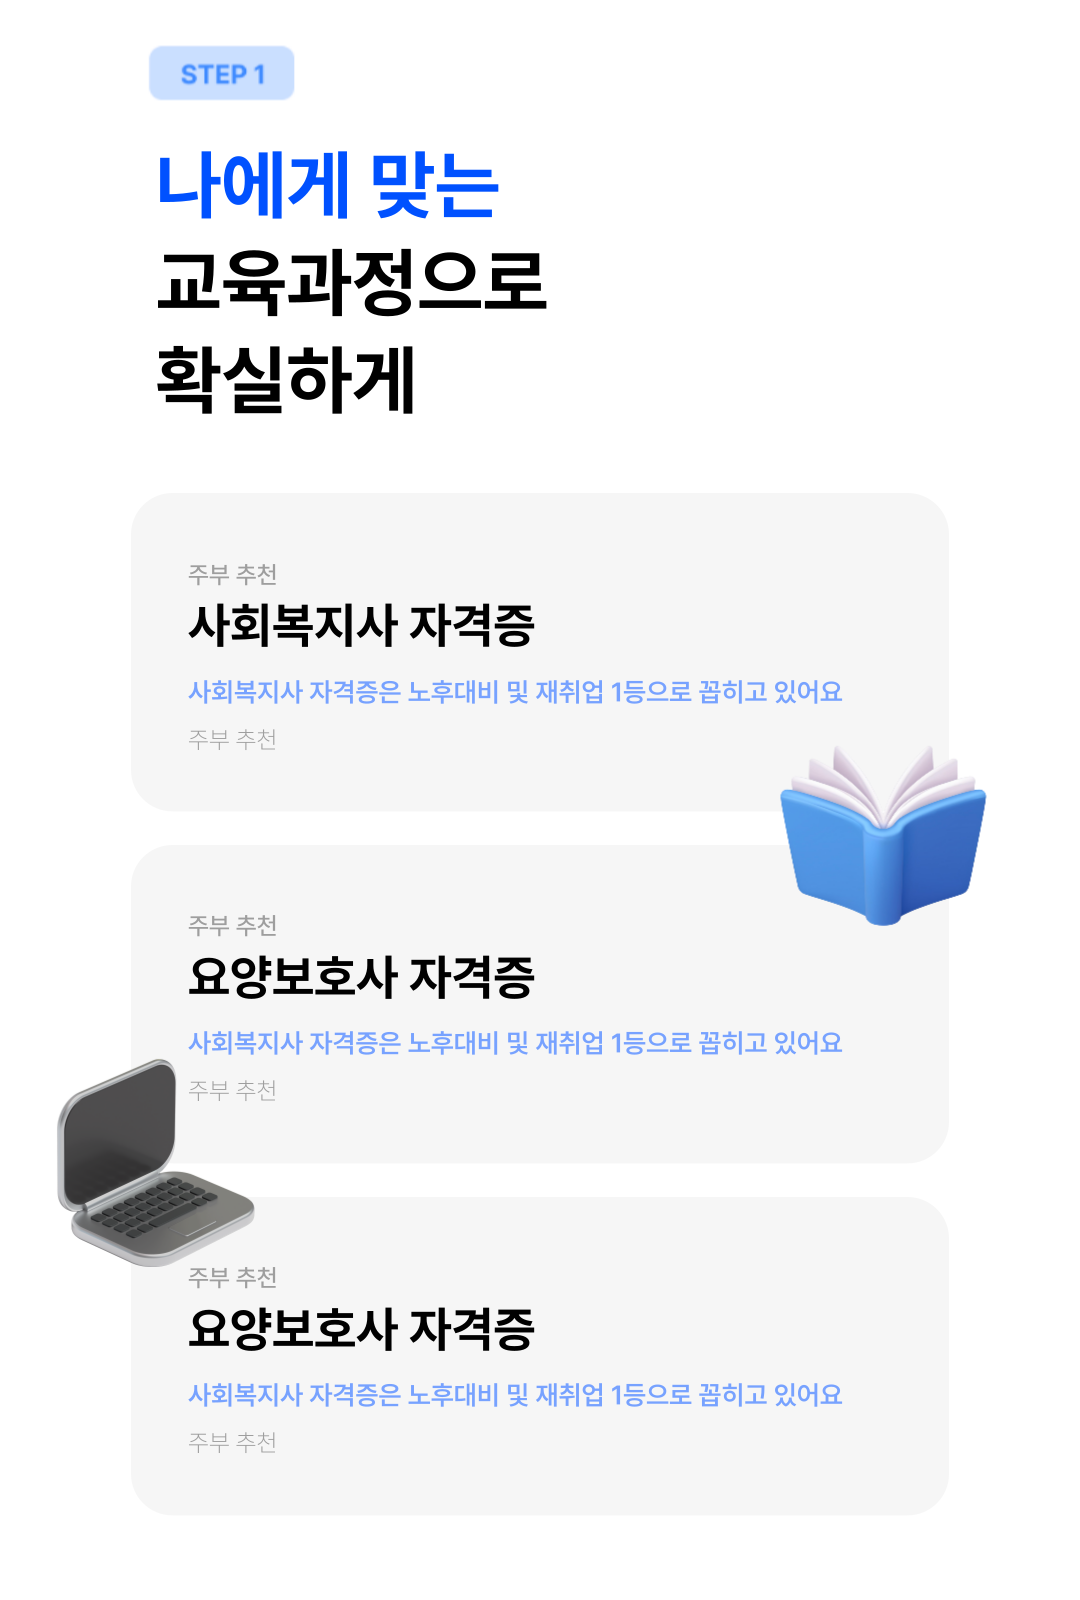 STEP 1
나에게 맞는
교육과정으로
확실하게
주부 추천
사회복지사 자격증
사회복지사 자격증은 노후대비 및 재취업 1등으로 꼽히고 있어요
주부 추천
주부 추천
요양보호사 자격증
사회복지사 자격증은 노후대비 및 재취업 1등으로 꼽히고 있어요
주부 추천
주부 추천
요양보호사 자격증
사회복지사 자격증은 노후대비 및 재취업 1등으로 꼽히고 있어요
주부 추천